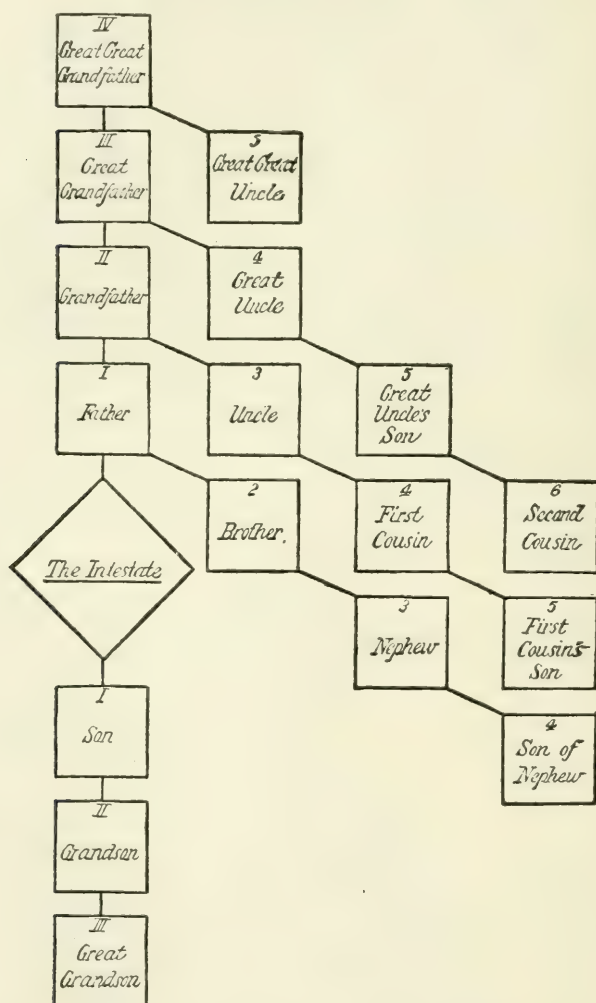 IV
Great Great
Grandfather
III
Great
Grandfather
5
Great Great
Uncle
II
Grandfather
4
Great
Uncle
I
Father
3
Uncle
5
Great
Uncle's
Son
The Intestate
2
Brother.
4
First
Cousin
6
Second
Cousin
3
Nephew
5
First
Cousin's
Son
I
Son
4
Son of
Nephew
II
Grandson
III
Great
Grandson